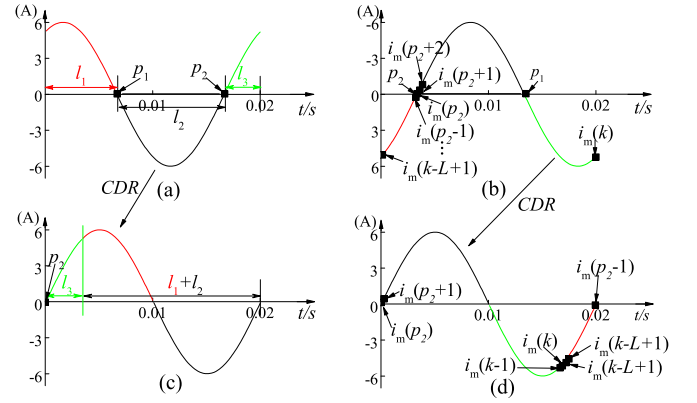 (A)
6
3
0
-3
-6
l1
p1
p2
l3
0.01
0.02
t/s
l2
(a)
CDR
(A)
6
3
0
-3
-6
im(p2+2)
p2
im(p2+1)
im(p2)
im(p2-1)
⋮
im(k-L+1)
p1
0.01
0.02
t/s
im(k)
(b)
CDR
(A)
6
3
0
-3
-6
p2
l3
l1+l2
0.01
0.02
t/s
(c)
(A)
6
3
0
-3
-6
im(p2+1)
im(p2)
im(p2-1)
0.01
0.02
t/s
im(k)
im(k-L+1)
im(k-1)
im(k-L+1)
(d)